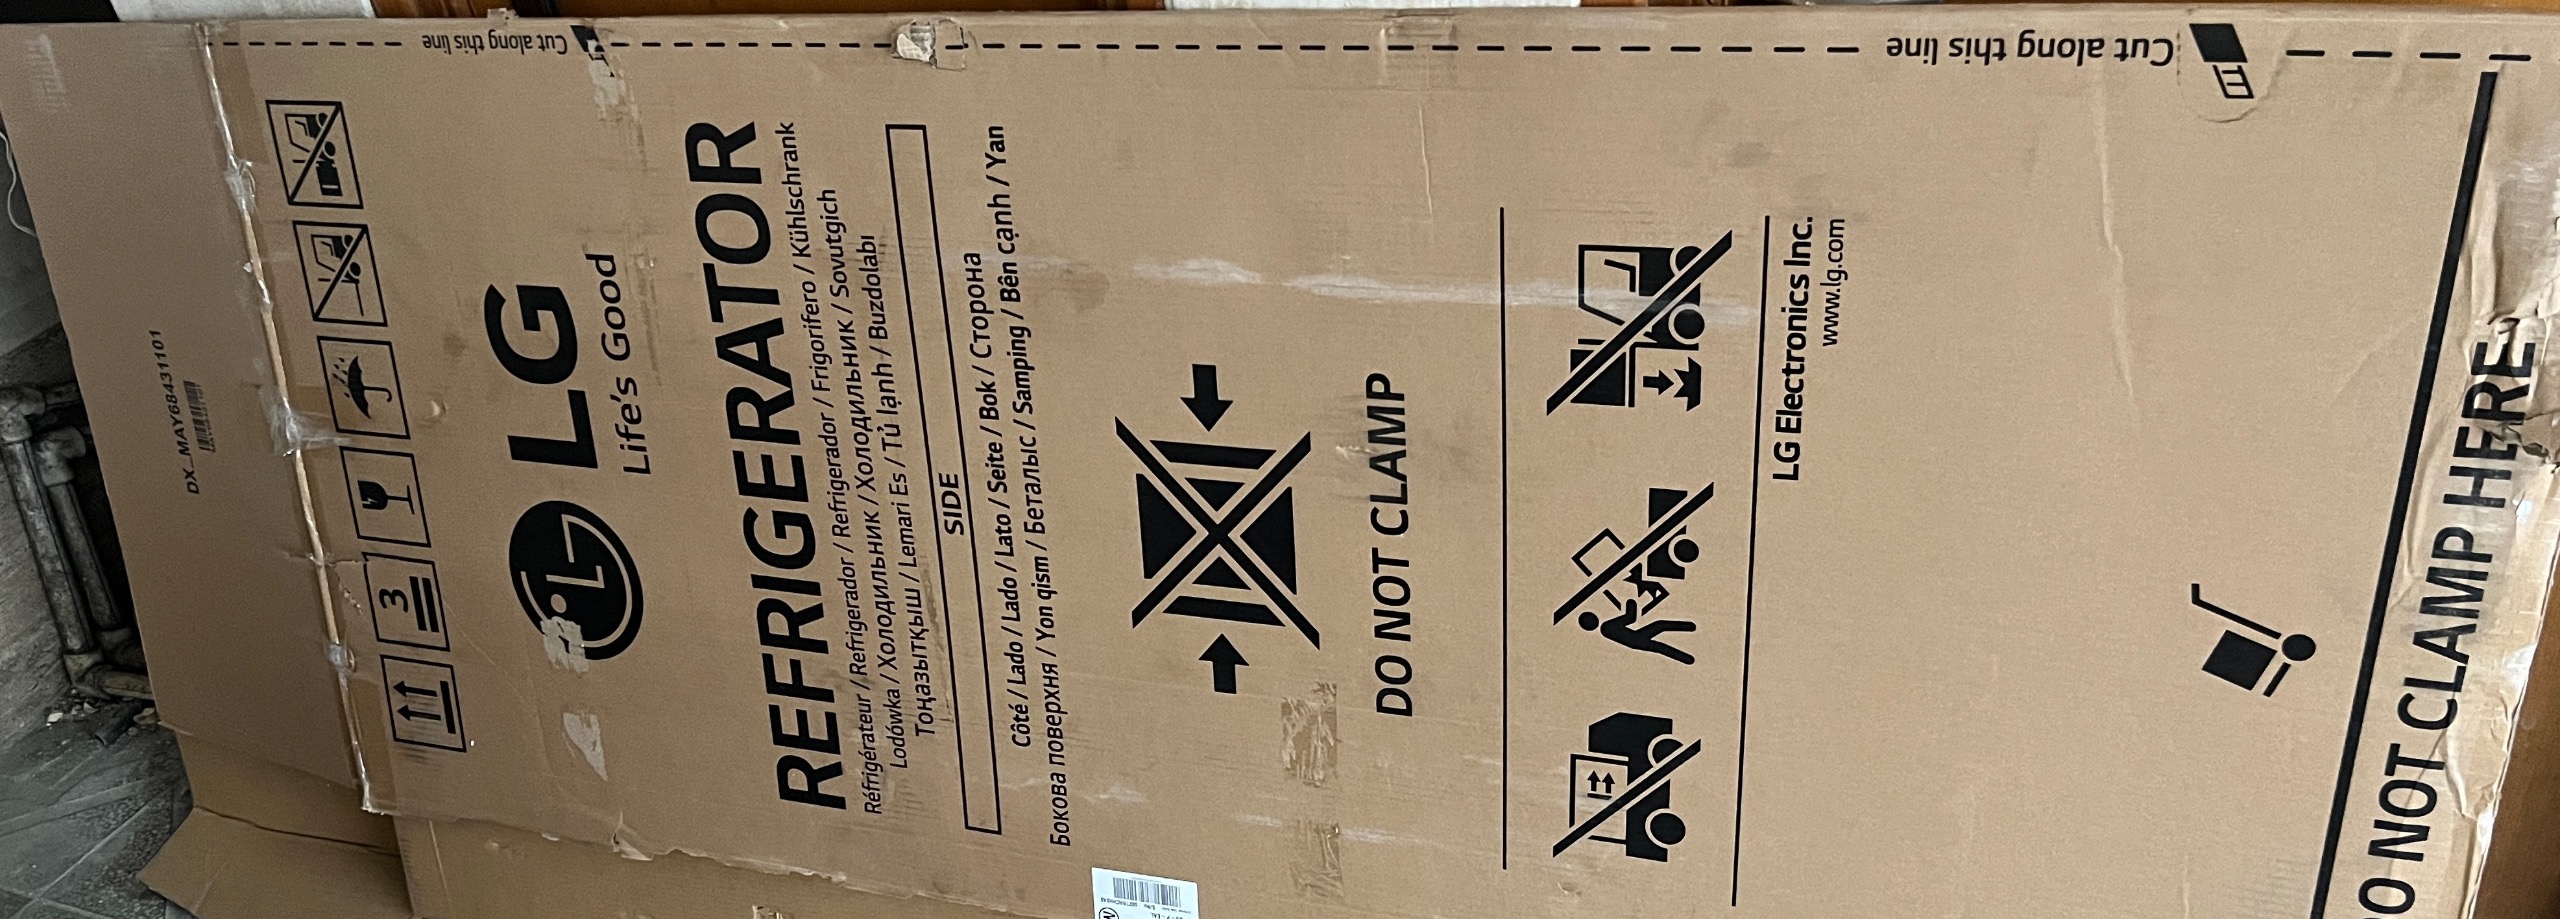 Cut along this line
Cut along this line
DX_MAY68431101
3
LG
Life's Good
REFRIGERATOR
Réfrigérateur / Refrigerador / Refrigerador / Refrigerador / Frigorifero / Kühlschrank
Lodówka / Холодильник / Холодильник / Sovutgich
Тоңазытқыш / Lemari Es / Tủ lạnh / Buzdolabı
SIDE
Côté / Lado / Lado / Lato / Seite / Bok / Сторона
Бокова поверхня / Yon qism / Беталыс / Samping / Bên cạnh / Yan
DO NOT CLAMP
LG Electronics Inc.
www.lg.com
DO NOT CLAMP HERE